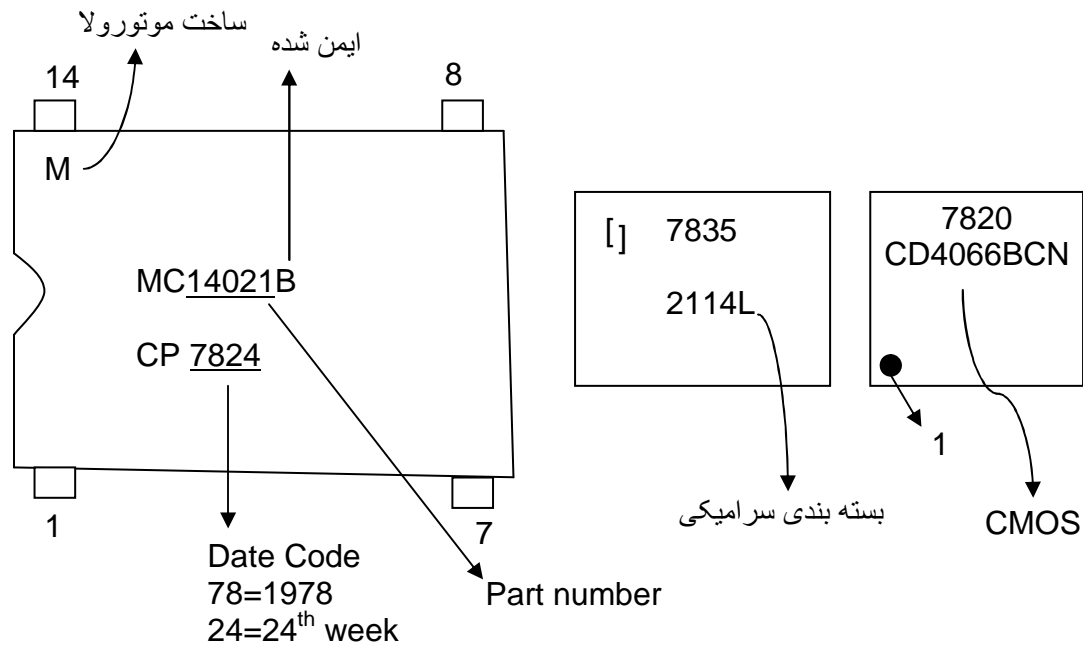 ساخت موتورولا
ایمن شده
14
8
M
MC14021B
CP 7824
1
7
Date Code
78=1978
24=24th week
Part number
[]
7835
2114L
بسته بندی سرامیکی
7820
CD4066BCN
1
CMOS